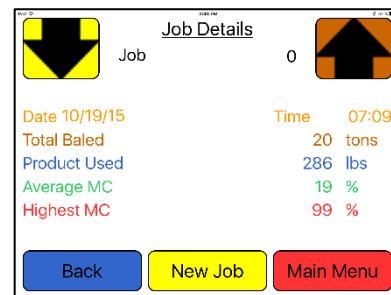 Job Details
Job 0
Date 10/19/15 Time 07:09
Total Baled 20 tons
Product Used 286 lbs
Average MC 19 %
Highest MC 99 %
Back New Job Main Menu